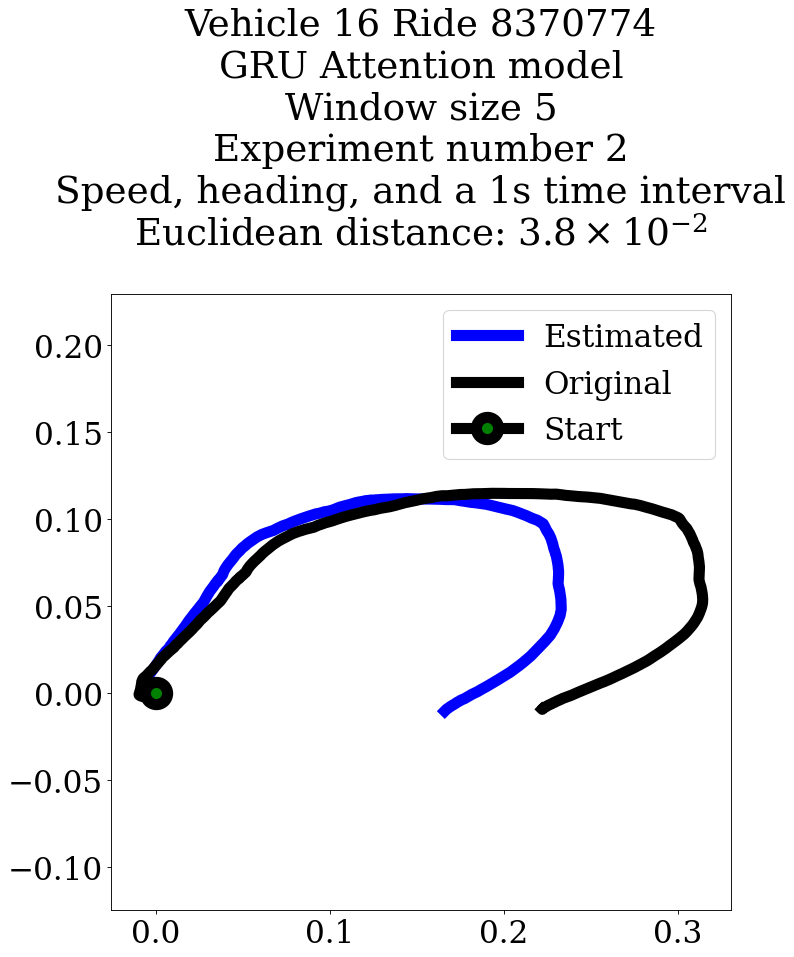 Vehicle 16 Ride 8370774
GRU Attention model
Window size 5
Experiment number 2
Speed, heading, and a 1s time interval
Euclidean distance: 3.8 × 10⁻²
Estimated
Original
Start
0.20
0.15
0.10
0.05
0.00
−0.05
−0.10
0.0 0.1 0.2 0.3